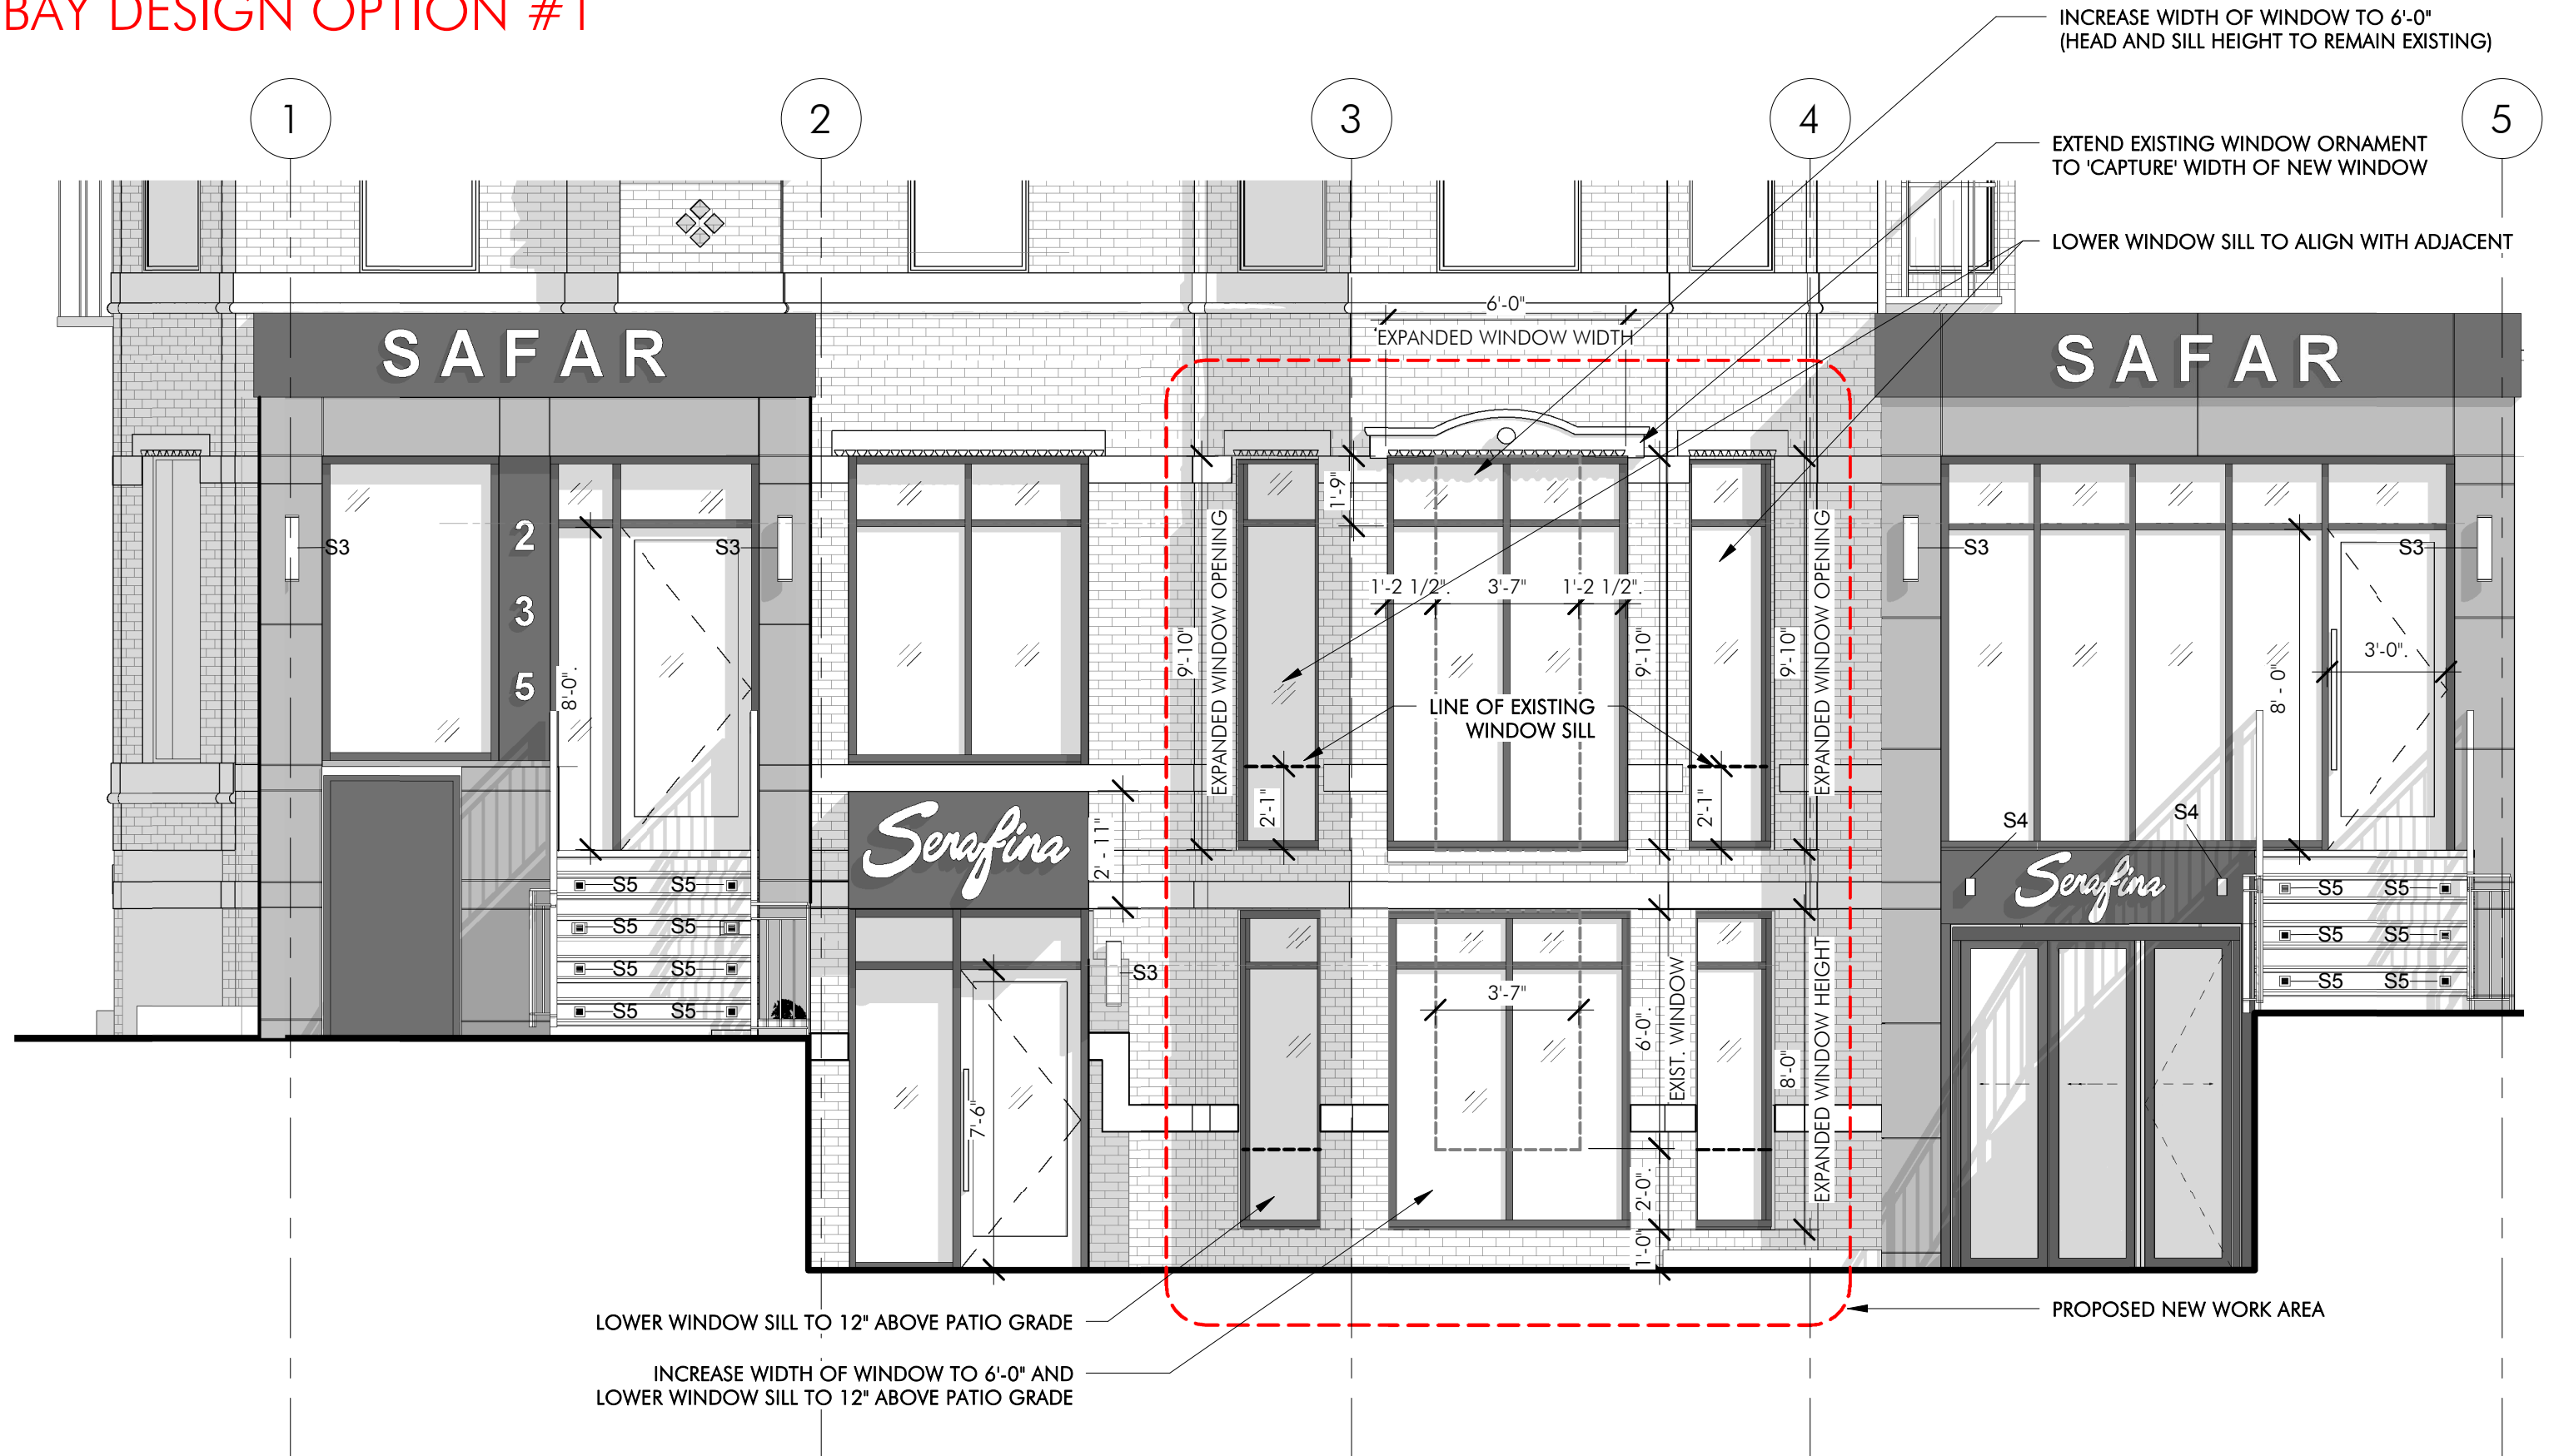 BAY DESIGN OPTION #1
INCREASE WIDTH OF WINDOW TO 6'-0"
(HEAD AND SILL HEIGHT TO REMAIN EXISTING)
1
2
3
4
5
EXTEND EXISTING WINDOW ORNAMENT
TO 'CAPTURE' WIDTH OF NEW WINDOW
LOWER WINDOW SILL TO ALIGN WITH ADJACENT
6'-0"
EXPANDED WINDOW WIDTH
SAFAR
SAFAR
1'-9"
S3
2
S3
S3
S3
3
5
8'-0".
EXPANDED WINDOW OPENING
9'-10"
1'-2 1/2".
3'-7"
1'-2 1/2".
9'-10"
9'-10"
EXPANDED WINDOW OPENING
3'-0".
8' - 0"
LINE OF EXISTING
WINDOW SILL
2'-1"
2'-1"
Serafina
2' - 11"
S4
S4
Serafina
S5 S5
S5 S5
S5 S5
S5 S5
S5 S5
S5 S5
S5 S5
S3
7'-6"
3'-7"
6'-0".
EXIST. WINDOW
8'-0"
EXPANDED WINDOW HEIGHT
2'-0".
1'-0"
LOWER WINDOW SILL TO 12" ABOVE PATIO GRADE
PROPOSED NEW WORK AREA
INCREASE WIDTH OF WINDOW TO 6'-0" AND
LOWER WINDOW SILL TO 12" ABOVE PATIO GRADE